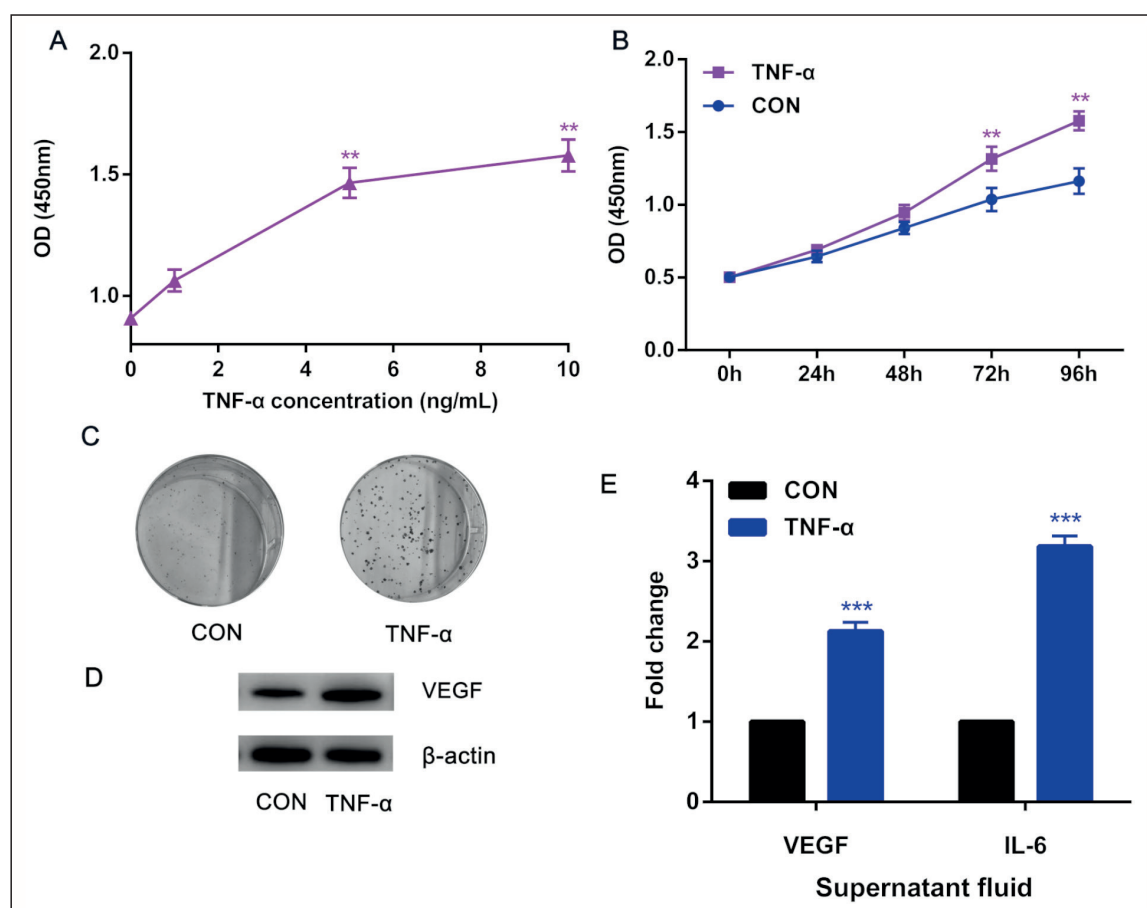 A
2.0
1.5
1.0
OD (450nm)
**
**
0 2 4 6 8 10
TNF-α concentration (ng/mL)
B
TNF-α
CON
2.0
1.5
1.0
0.5
0.0
OD (450nm)
**
**
0h 24h 48h 72h 96h
C
CON TNF-α
D
VEGF
β-actin
CON TNF-α
E
CON
TNF-α
4
3
2
1
0
Fold change
***
***
VEGF IL-6
Supernatant fluid